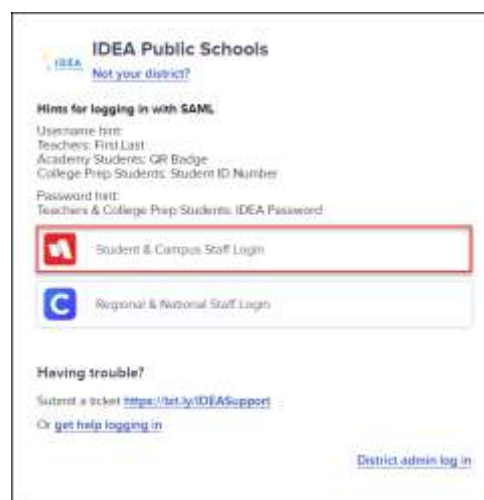 IDEA
IDEA Public Schools
Not your district?
Hints for logging in with SAML
Username hint:
Teachers: First.Last
Academy Students: QR Badge
College Prep Students: Student ID Number
Password hint:
Teachers & College Prep Students: IDEA Password
Student & Campus Staff Login
C
Regional & National Staff Login
Having trouble?
Submit a ticket https://bit.ly/IDEASupport
Or get help logging in
District admin log in